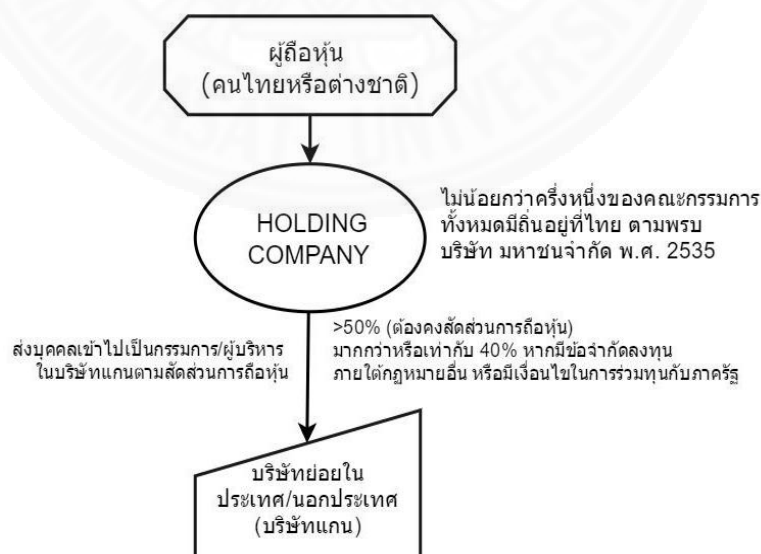 ผู้ถือหุ้น
(คนไทยหรือต่างชาติ)
HOLDING
COMPANY
ไม่น้อยกว่าครึ่งหนึ่งของคณะกรรมการ
ทั้งหมดมีถิ่นอยู่ที่ไทย ตามพรบ
บริษัท มหาชนจำกัด พ.ศ. 2535
ส่งบุคคลเข้าไปเป็นกรรมการ/ผู้บริหาร
ในบริษัทแกนตามสัดส่วนการถือหุ้น
>50% (ต้องคงสัดส่วนการถือหุ้น)
มากกว่าหรือเท่ากับ 40% หากมีข้อจำกัดลงทุน
ภายใต้กฎหมายอื่น หรือมีเงื่อนไขในการร่วมทุนกับภาครัฐ
บริษัทย่อยใน
ประเทศ/นอกประเทศ
(บริษัทแกน)